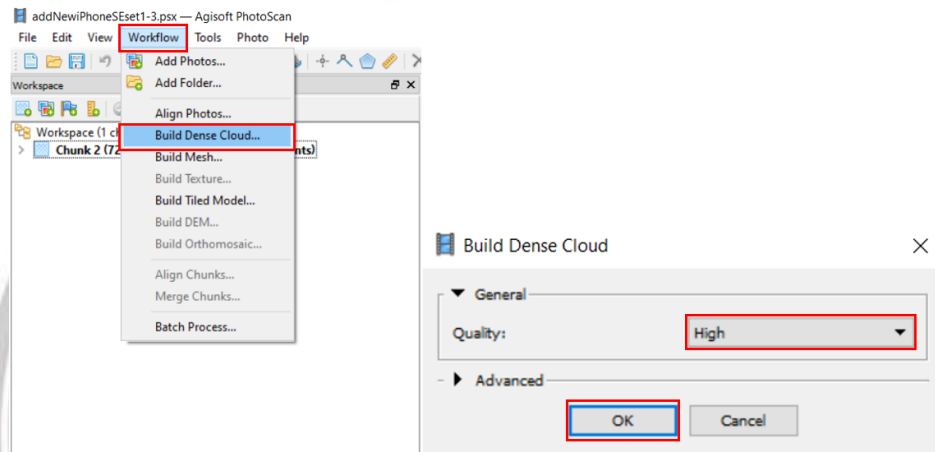 addNewiPhoneSEset1-3.psx — Agisoft PhotoScan
File Edit View Workflow Tools Photo Help
Workspace
Add Photos...
Add Folder...
Align Photos...
Build Dense Cloud...
Build Mesh...
Build Texture...
Build Tiled Model...
Build DEM...
Build Orthomosaic...
Align Chunks...
Merge Chunks...
Batch Process...
Workspace (1
Chunk 2 (72
Build Dense Cloud
General
Quality: High
Advanced
OK Cancel